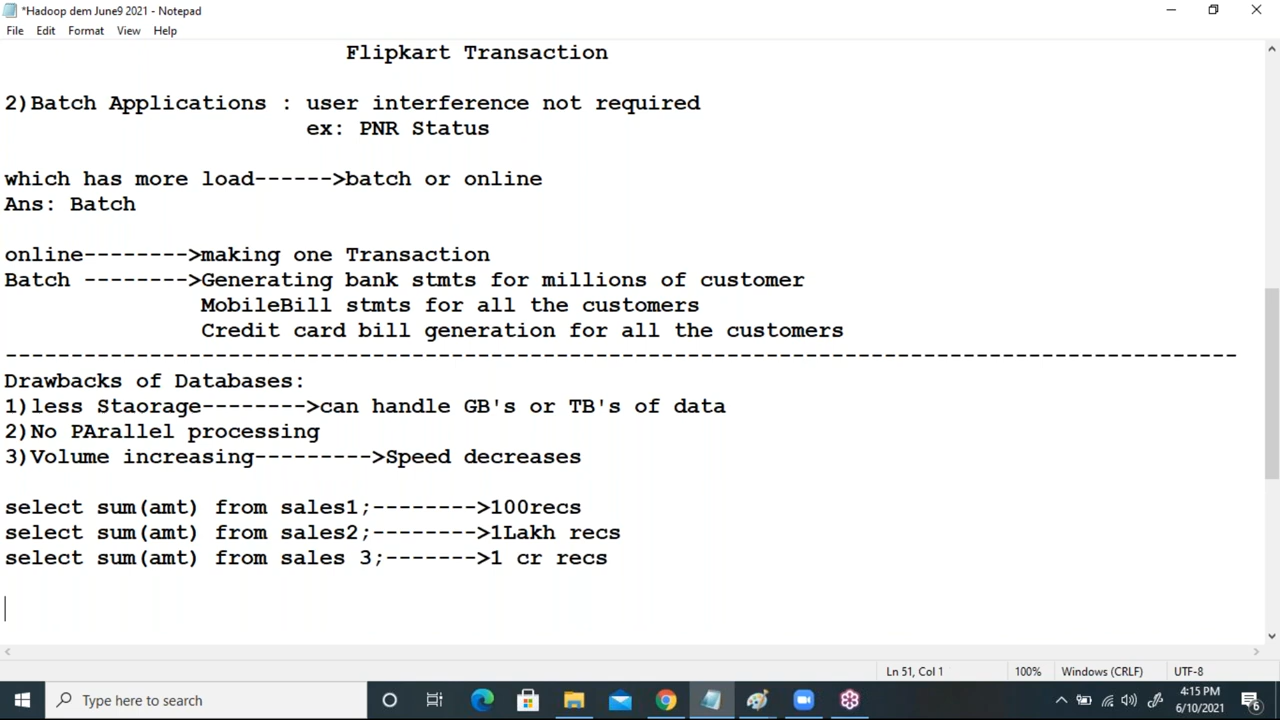 *Hadoop dem June9 2021 - Notepad
File Edit Format View Help
Flipkart Transaction
2)Batch Applications : user interference not required
ex: PNR Status
which has more load------>batch or online
Ans: Batch
online-------->making one Transaction
Batch -------->Generating bank stmts for millions of customer
MobileBill stmts for all the customers
Credit card bill generation for all the customers
----------------------------------------------------------------------------------------------
Drawbacks of Databases:
1)less Staorage-------->can handle GB's or TB's of data
2)No PArallel processing
3)Volume increasing--------->Speed decreases
select sum(amt) from sales1;-------->100recs
select sum(amt) from sales2;-------->1Lakh recs
select sum(amt) from sales 3;------->1 cr recs
Ln 51, Col 1 100% Windows (CRLF) UTF-8
Type here to search
4:15 PM
6/10/2021
6